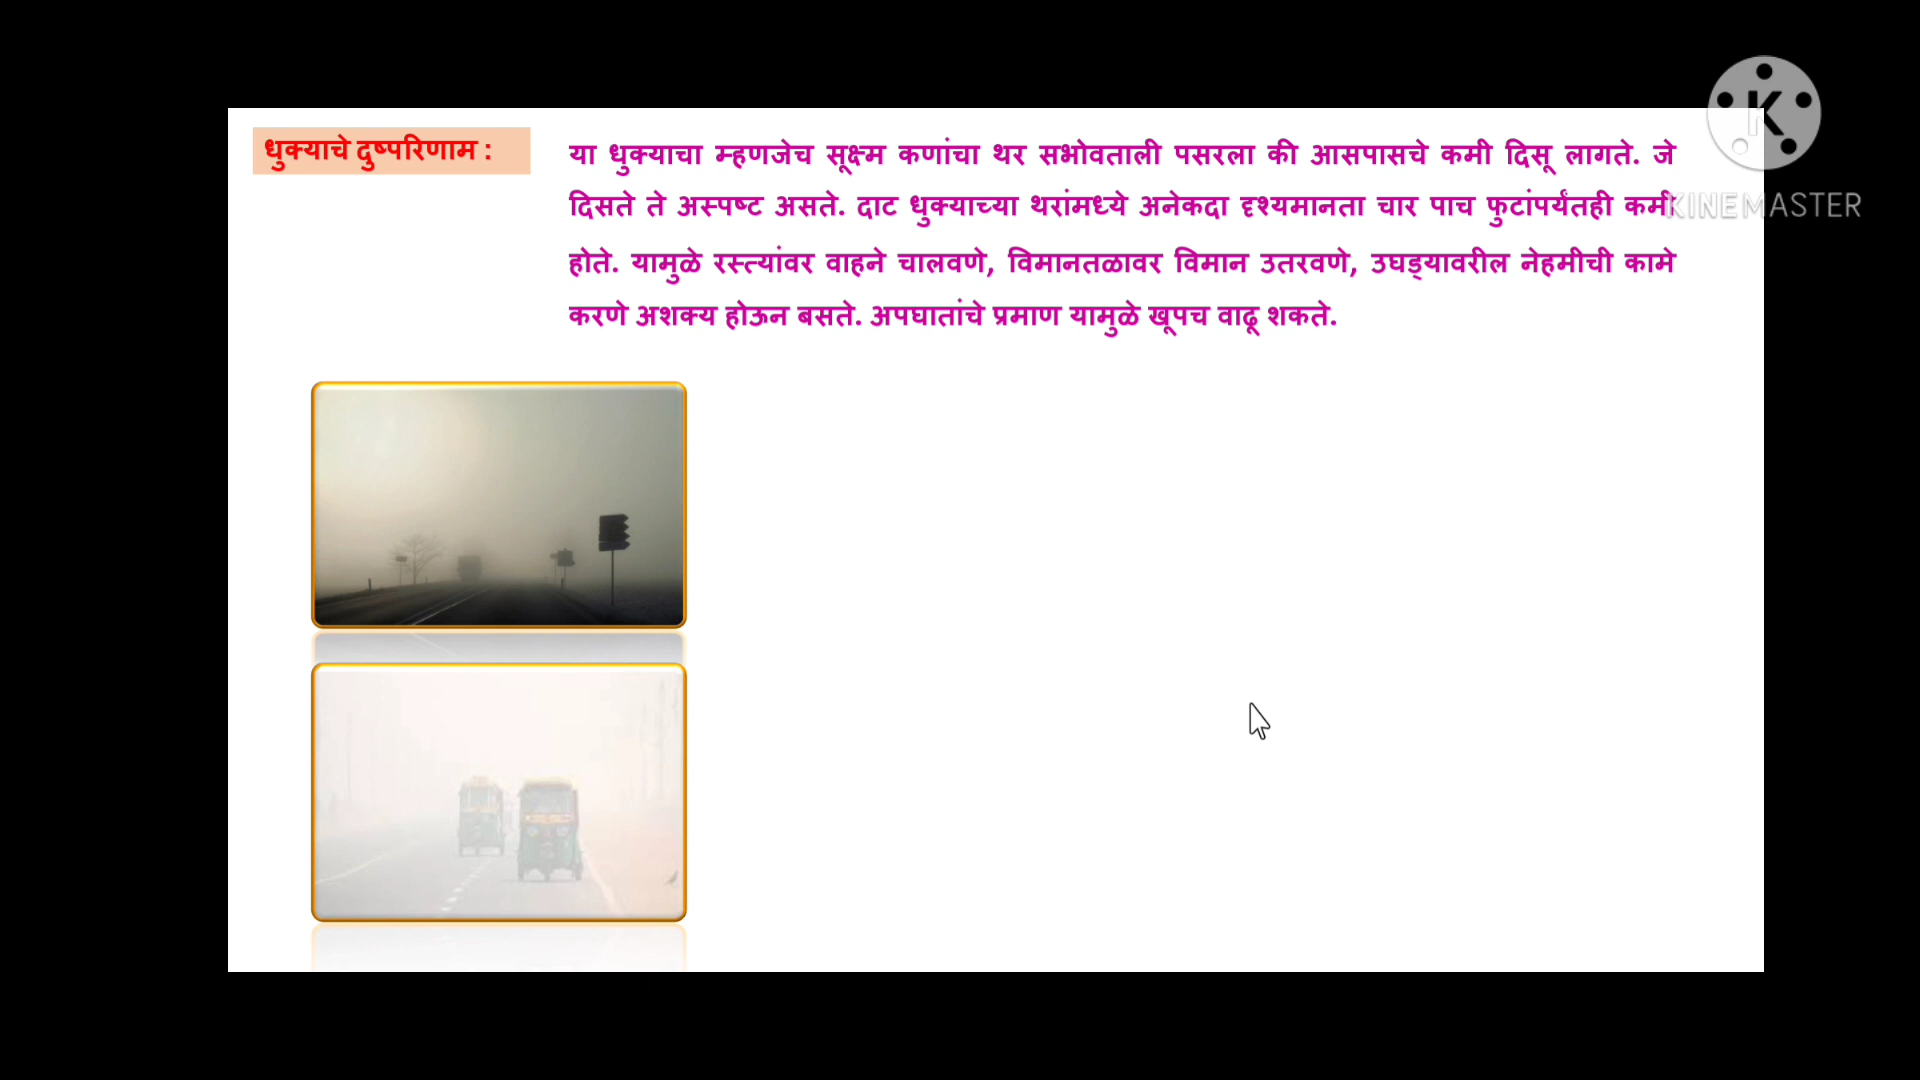 धुक्याचे दुष्परिणाम :
या धुक्याचा म्हणजेच सूक्ष्म कणांचा थर सभोवताली पसरला की आसपासचे कमी दिसू लागते. जे
दिसते ते अस्पष्ट असते. दाट धुक्याच्या थरांमध्ये अनेकदा दृश्यमानता चार पाच फुटांपर्यंतही कमी
होते. यामुळे रस्त्यांवर वाहने चालवणे, विमानतळावर विमान उतरवणे, उघड्यावरील नेहमीची कामे
करणे अशक्य होऊन बसते. अपघातांचे प्रमाण यामुळे खूपच वाढू शकते.
K
KINEMASTER